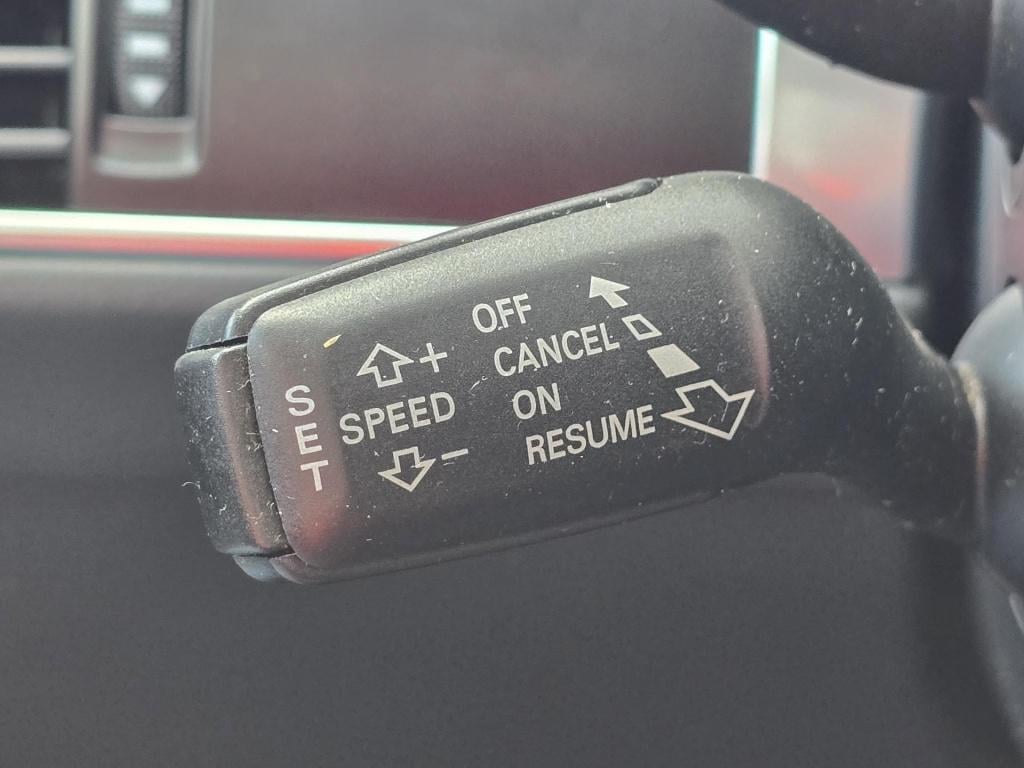 OFF
CANCEL
ON
RESUME
+
SPEED
−
SET